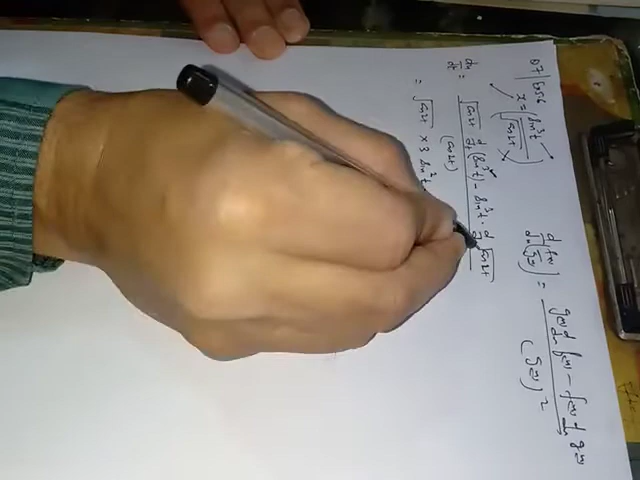 x = sin³t / √cos2t
d/dx (f(x)/g(x)) = g(x) d/dx f(x) − f(x) d/dx g(x) / (g(x))²
dx/dt = √cos2t d/dt (sin³t) − sin³t · d/dt √cos2t / (cos2t)
= √cos2t × 3 sin²t